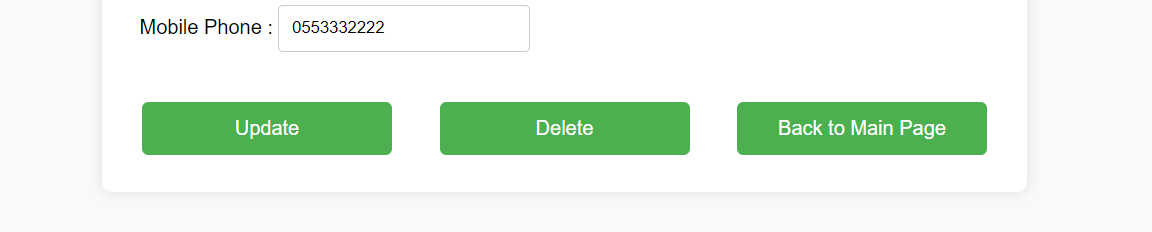 Mobile Phone : 0553332222
Update Delete Back to Main Page